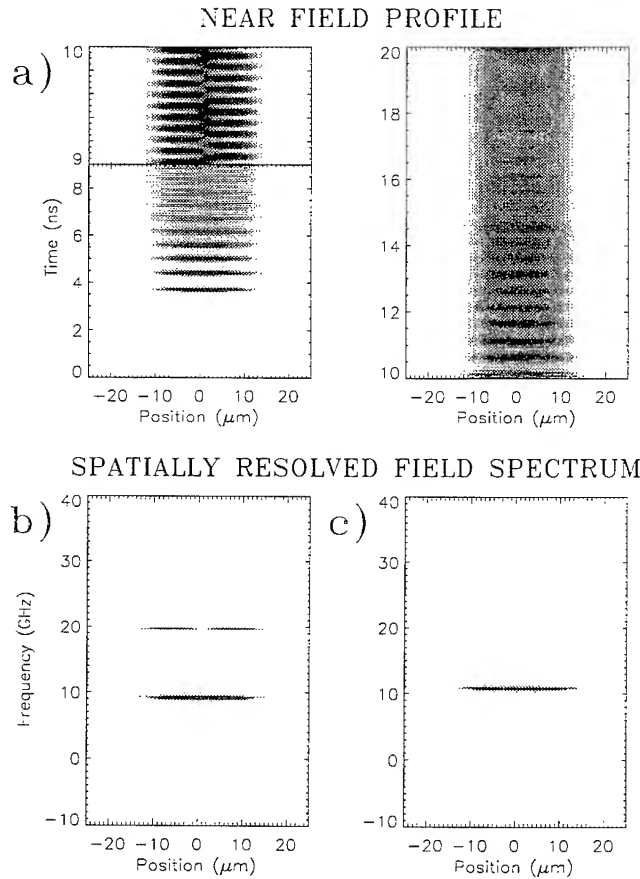 NEAR FIELD PROFILE
a)
Time (ns)
10
9
8
6
4
2
0
-20 -10 0 10 20
Position (μm)
20
18
16
14
12
10
-20 -10 0 10 20
Position (μm)
SPATIALLY RESOLVED FIELD SPECTRUM
b)
Frequency (GHz)
40
30
20
10
0
-10
-20 -10 0 10 20
Position (μm)
c)
40
30
20
10
0
-10
-20 -10 0 10 20
Position (μm)